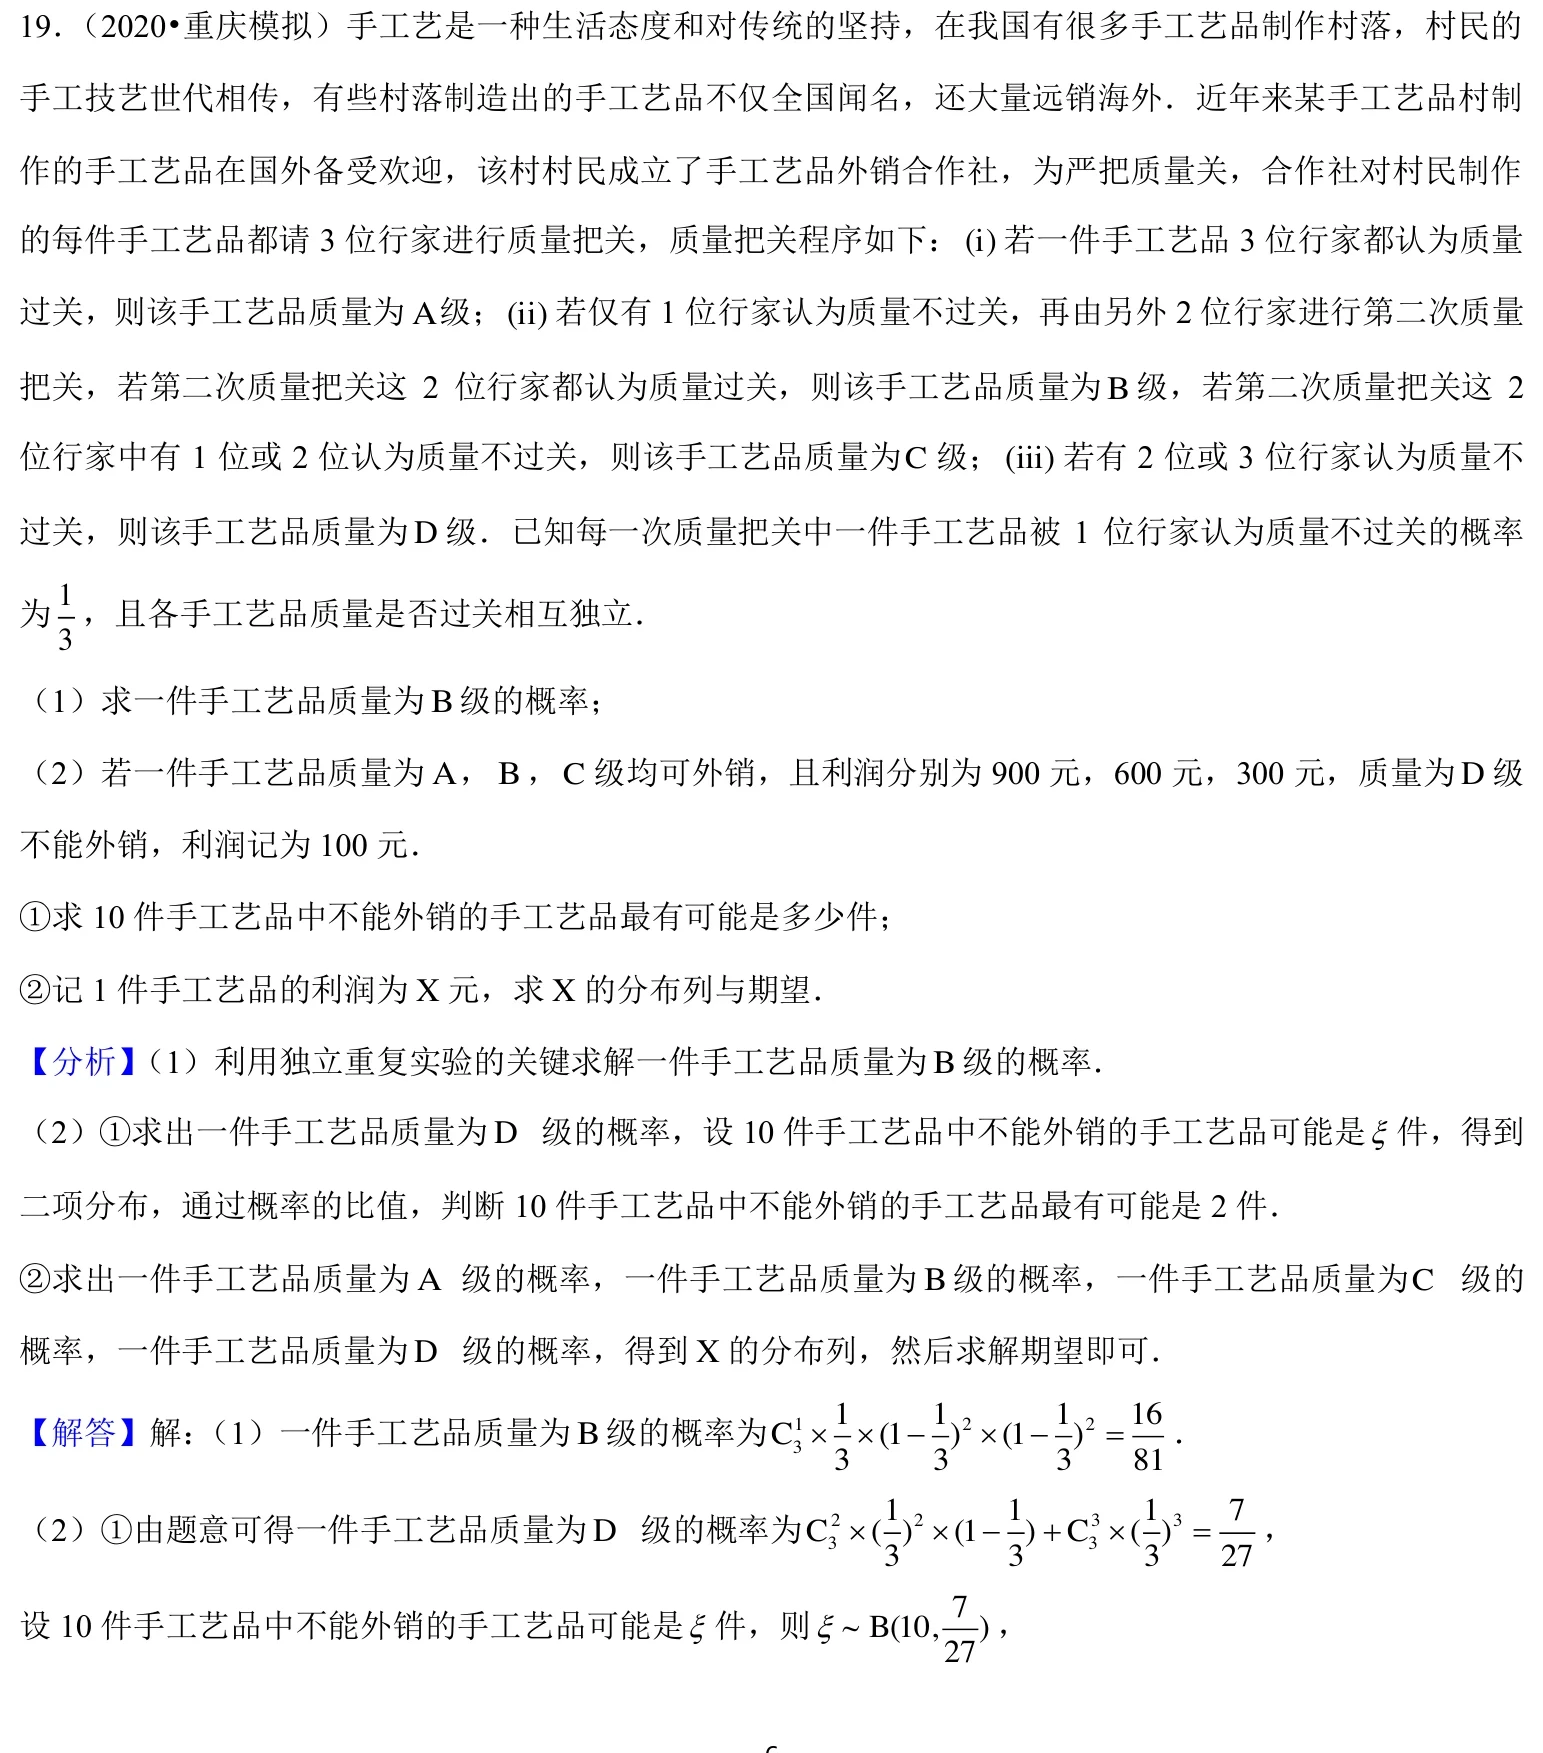 19.（2020•重庆模拟）手工艺是一种生活态度和对传统的坚持，在我国有很多手工艺品制作村落，村民的
手工技艺世代相传，有些村落制造出的手工艺品不仅全国闻名，还大量远销海外．近年来某手工艺品村制
作的手工艺品在国外备受欢迎，该村村民成立了手工艺品外销合作社，为严把质量关，合作社对村民制作
的每件手工艺品都请 3 位行家进行质量把关，质量把关程序如下：(i) 若一件手工艺品 3 位行家都认为质量
过关，则该手工艺品质量为 A级；(ii) 若仅有 1 位行家认为质量不过关，再由另外 2 位行家进行第二次质量
把关，若第二次质量把关这 2 位行家都认为质量过关，则该手工艺品质量为 B 级，若第二次质量把关这 2
位行家中有 1 位或 2 位认为质量不过关，则该手工艺品质量为 C 级；(iii) 若有 2 位或 3 位行家认为质量不
过关，则该手工艺品质量为 D 级．已知每一次质量把关中一件手工艺品被 1 位行家认为质量不过关的概率
为 1/3，且各手工艺品质量是否过关相互独立．
（1）求一件手工艺品质量为 B 级的概率；
（2）若一件手工艺品质量为 A，B，C 级均可外销，且利润分别为 900 元，600 元，300 元，质量为 D 级
不能外销，利润记为 100 元．
①求 10 件手工艺品中不能外销的手工艺品最有可能是多少件；
②记 1 件手工艺品的利润为 X 元，求 X 的分布列与期望．
【分析】（1）利用独立重复实验的关键求解一件手工艺品质量为 B 级的概率．
（2）①求出一件手工艺品质量为 D 级的概率，设 10 件手工艺品中不能外销的手工艺品可能是 ξ 件，得到
二项分布，通过概率的比值，判断 10 件手工艺品中不能外销的手工艺品最有可能是 2 件．
②求出一件手工艺品质量为 A 级的概率，一件手工艺品质量为 B 级的概率，一件手工艺品质量为 C 级的
概率，一件手工艺品质量为 D 级的概率，得到 X 的分布列，然后求解期望即可．
【解答】解：（1）一件手工艺品质量为 B 级的概率为 C₃¹ × 1/3 × (1 − 1/3)² × (1 − 1/3)² = 16/81．
（2）①由题意可得一件手工艺品质量为 D 级的概率为 C₃² × (1/3)² × (1 − 1/3) + C₃³ × (1/3)³ = 7/27，
设 10 件手工艺品中不能外销的手工艺品可能是 ξ 件，则 ξ ~ B(10, 7/27)，